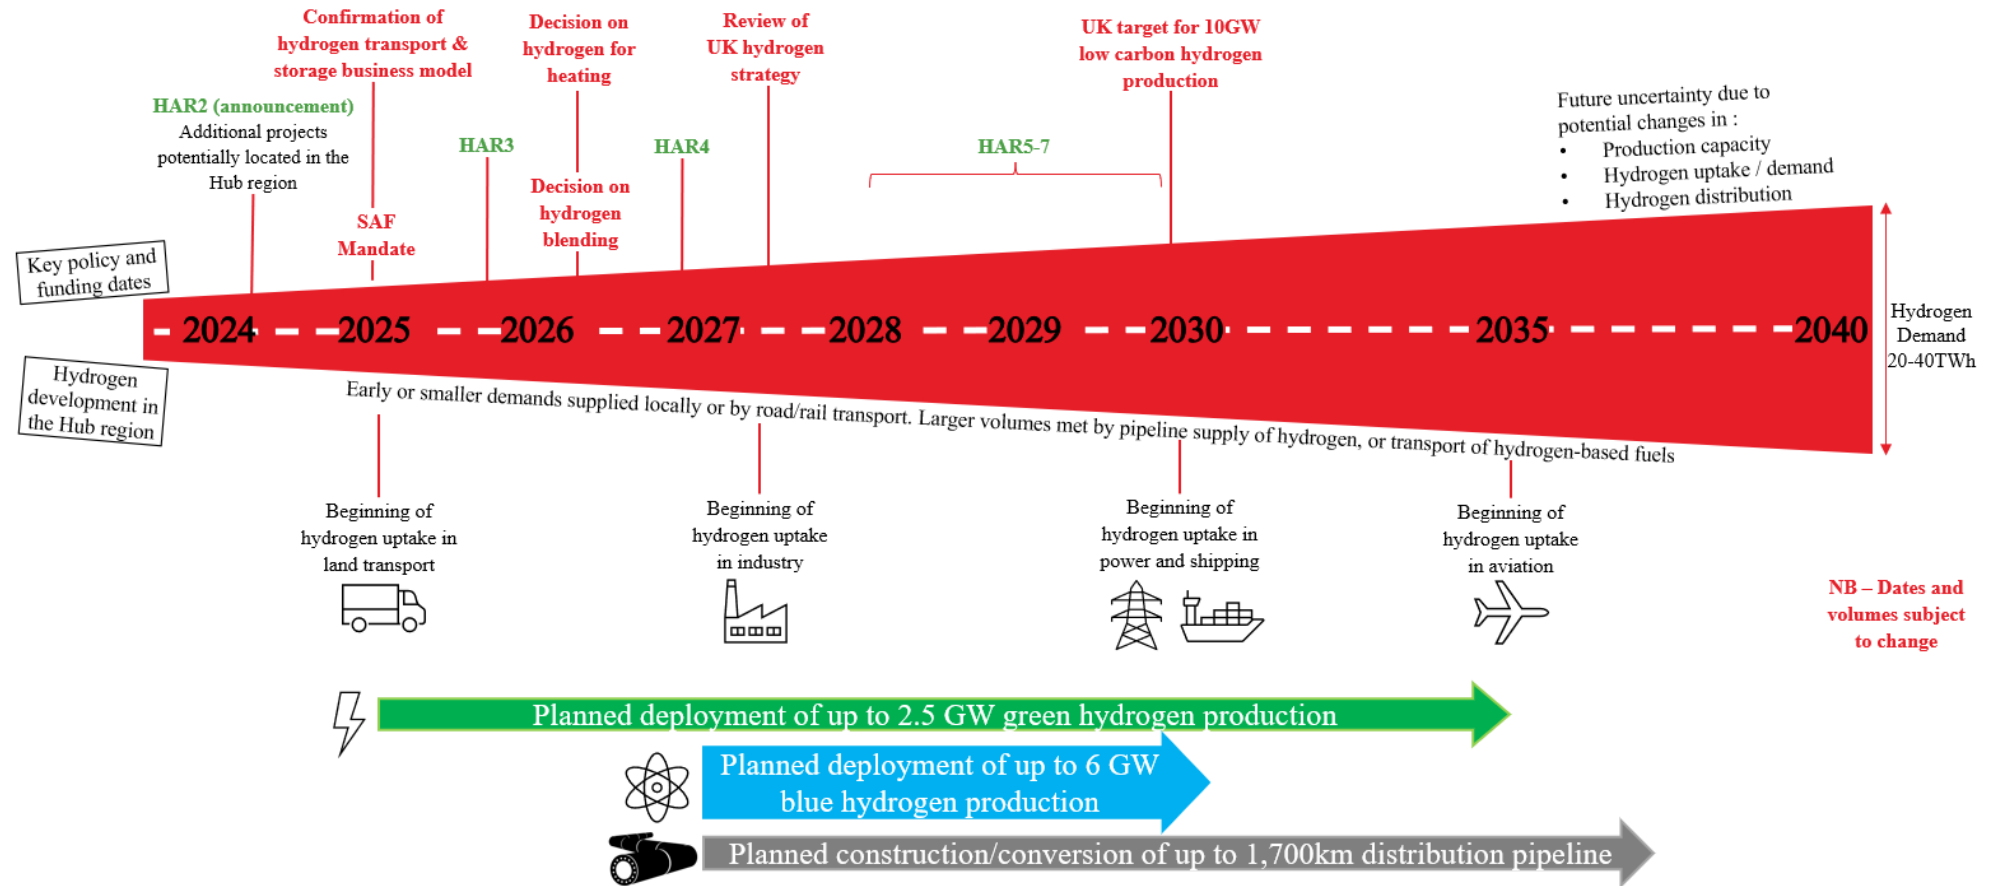 Confirmation of
hydrogen transport &
storage business model
Decision on
hydrogen for
heating
Review of
UK hydrogen
strategy
UK target for 10GW
low carbon hydrogen
production
HAR2 (announcement)
Additional projects
potentially located in the
Hub region
SAF
Mandate
HAR3
Decision on
hydrogen
blending
HAR4
HAR5-7
Future uncertainty due to
potential changes in :
• Production capacity
• Hydrogen uptake / demand
• Hydrogen distribution
Key policy and
funding dates
2024 2025 2026 2027 2028 2029 2030 2035 2040
Hydrogen
Demand
20-40TWh
Hydrogen
development in
the Hub region
Early or smaller demands supplied locally or by road/rail transport. Larger volumes met by pipeline supply of hydrogen, or transport of hydrogen-based fuels
Beginning of
hydrogen uptake in
land transport
Beginning of
hydrogen uptake
in industry
Beginning of
hydrogen uptake in
power and shipping
Beginning of
hydrogen uptake
in aviation
NB – Dates and
volumes subject
to change
Planned deployment of up to 2.5 GW green hydrogen production
Planned deployment of up to 6 GW
blue hydrogen production
Planned construction/conversion of up to 1,700km distribution pipeline